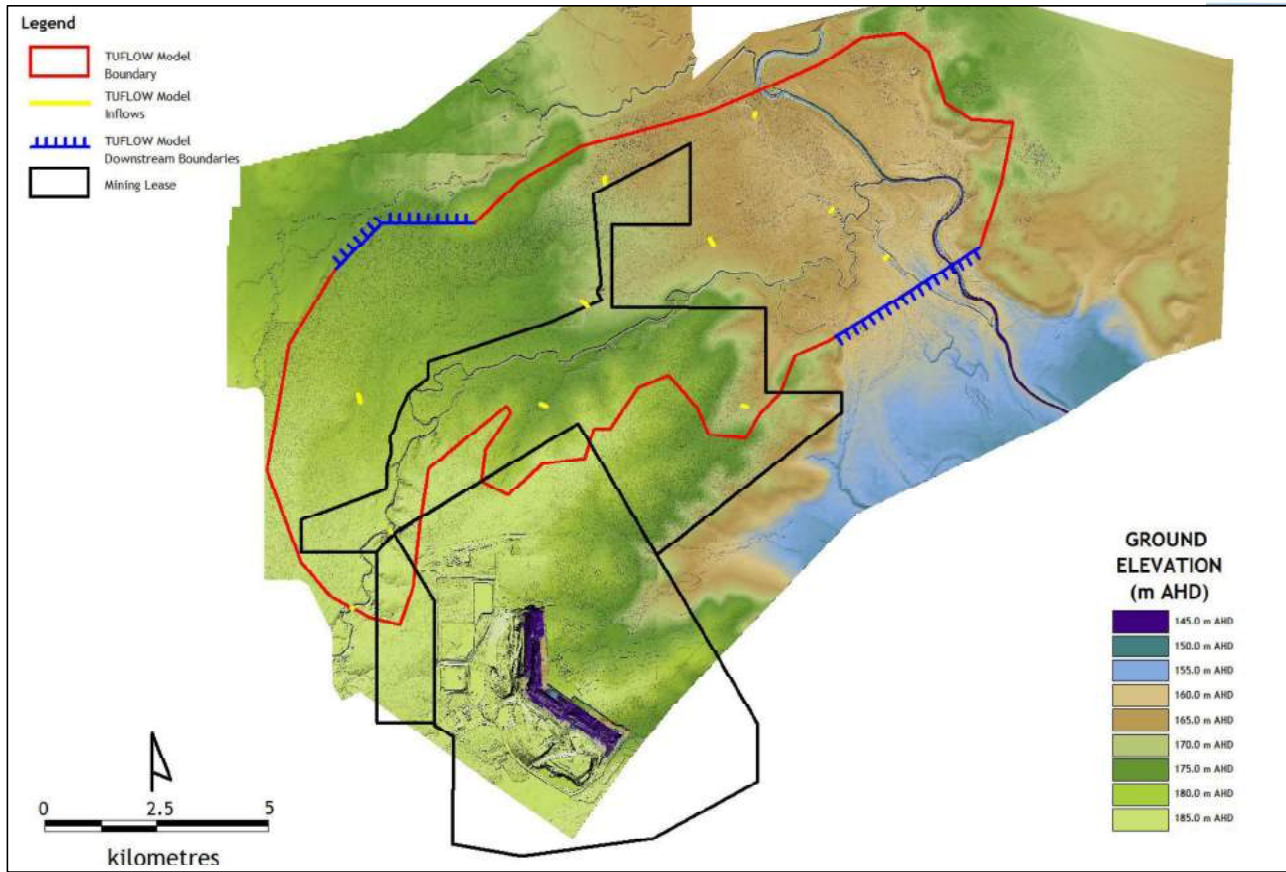 Legend
TUFLOW Model
Boundary
TUFLOW Model
Inflows
TUFLOW Model
Downstream Boundaries
Mining Lease
GROUND
ELEVATION
(m AHD)
145.0 m AHD
150.0 m AHD
155.0 m AHD
160.0 m AHD
165.0 m AHD
170.0 m AHD
175.0 m AHD
180.0 m AHD
185.0 m AHD
0 2.5 5
kilometres